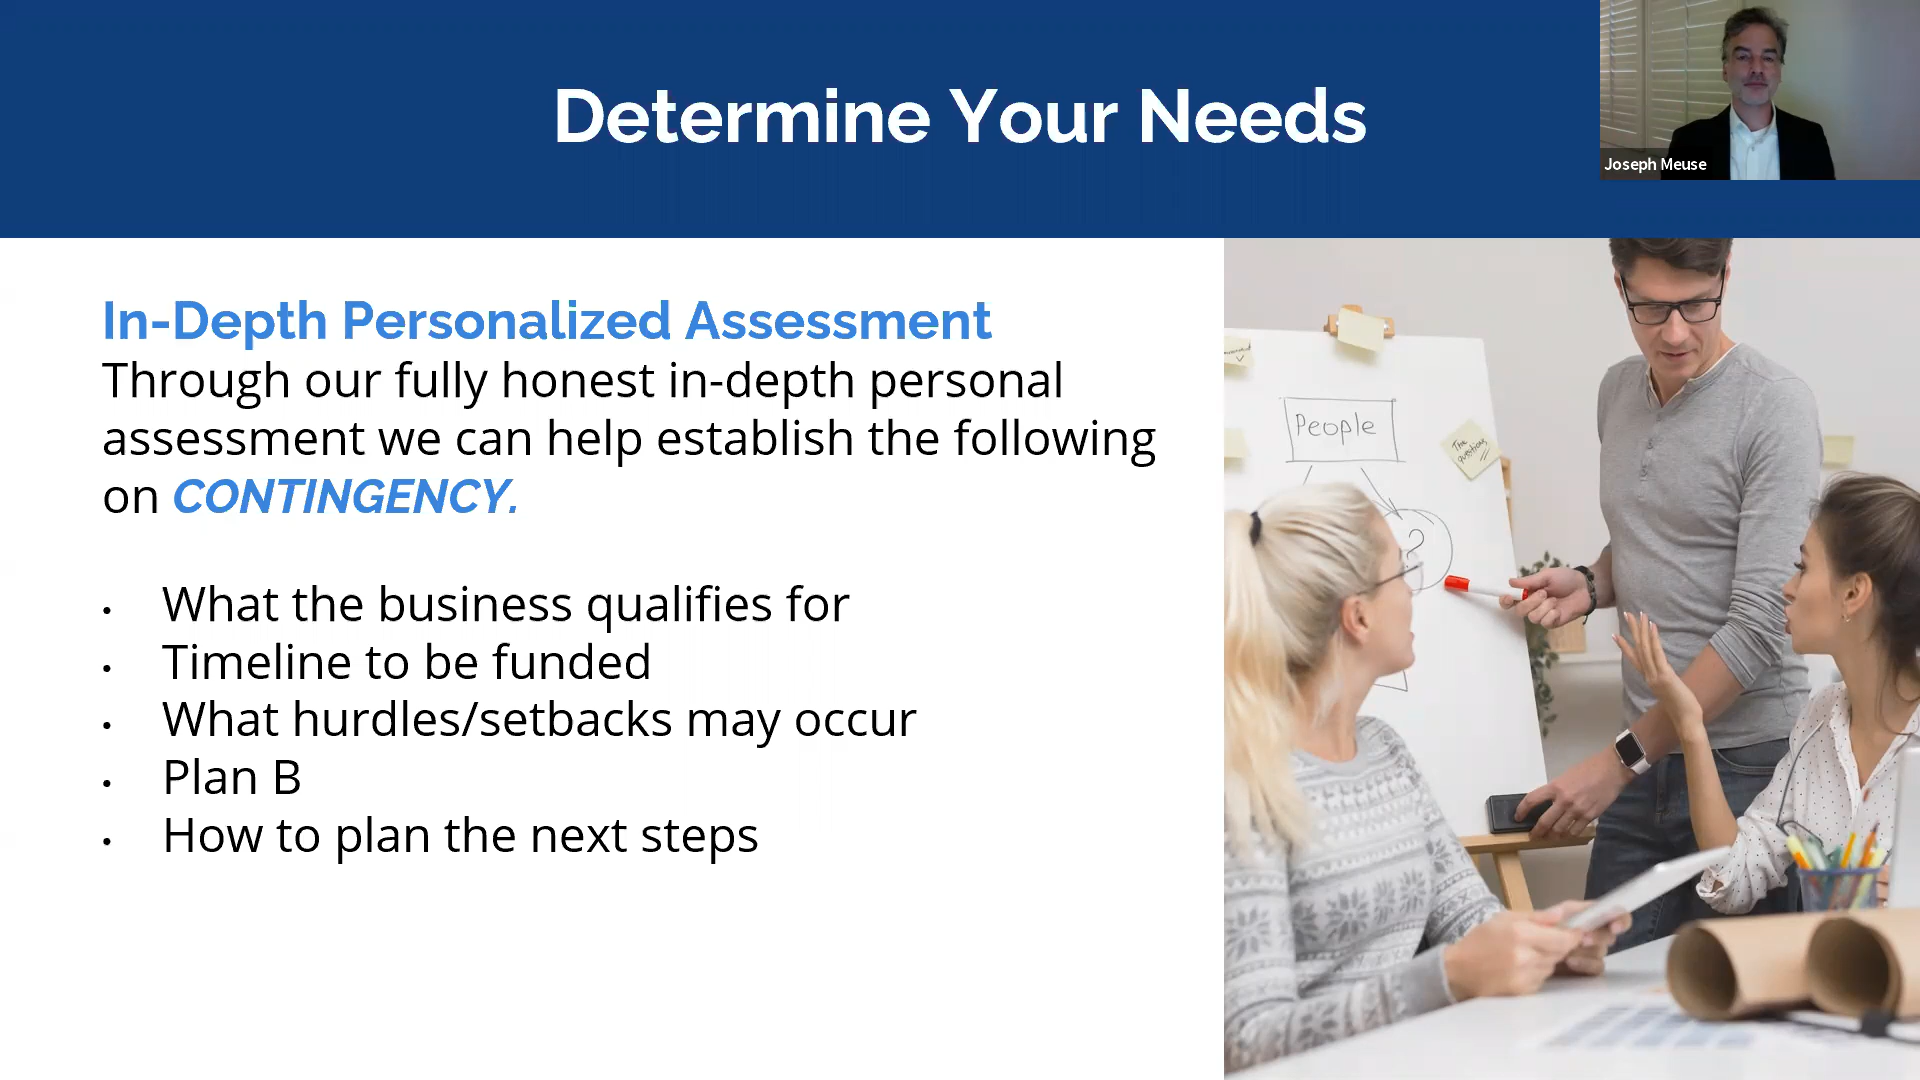 Determine Your Needs
Joseph Meuse
In-Depth Personalized Assessment
Through our fully honest in-depth personal
assessment we can help establish the following
on CONTINGENCY.
• What the business qualifies for
• Timeline to be funded
• What hurdles/setbacks may occur
• Plan B
• How to plan the next steps
People
The
questions
?